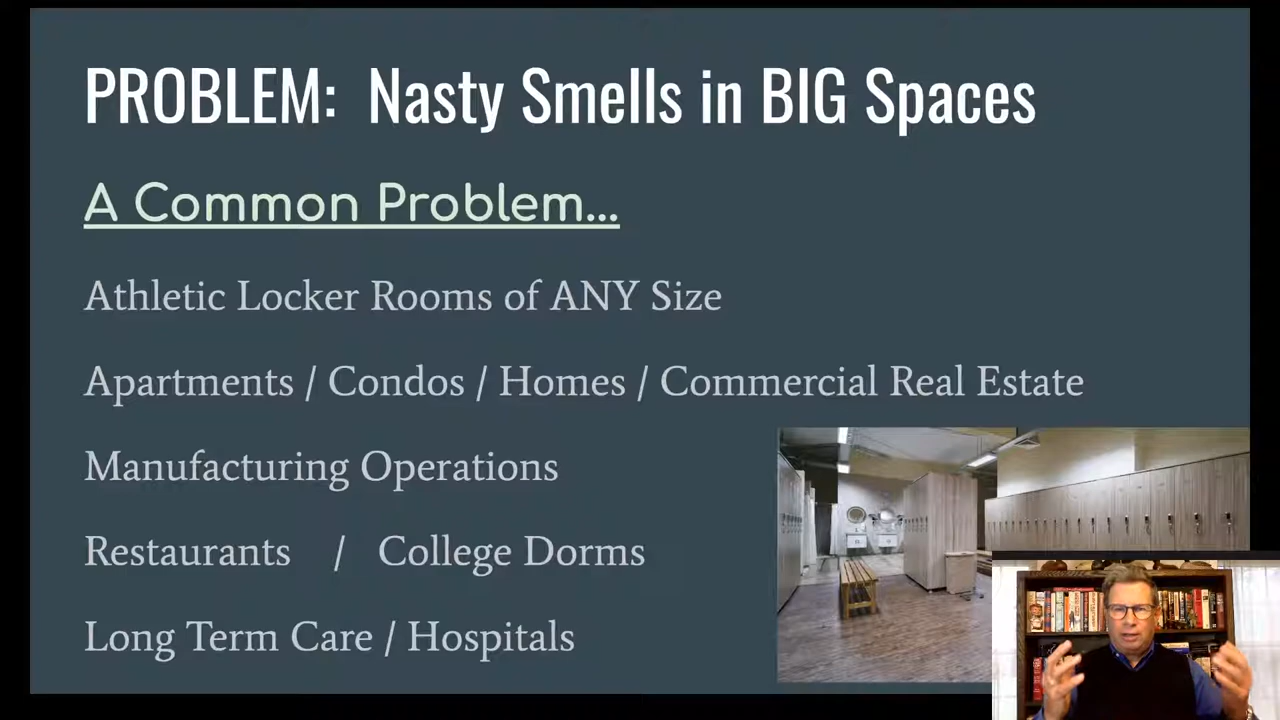 PROBLEM: Nasty Smells in BIG Spaces
A Common Problem...
Athletic Locker Rooms of ANY Size
Apartments / Condos / Homes / Commercial Real Estate
Manufacturing Operations
Restaurants / College Dorms
Long Term Care / Hospitals